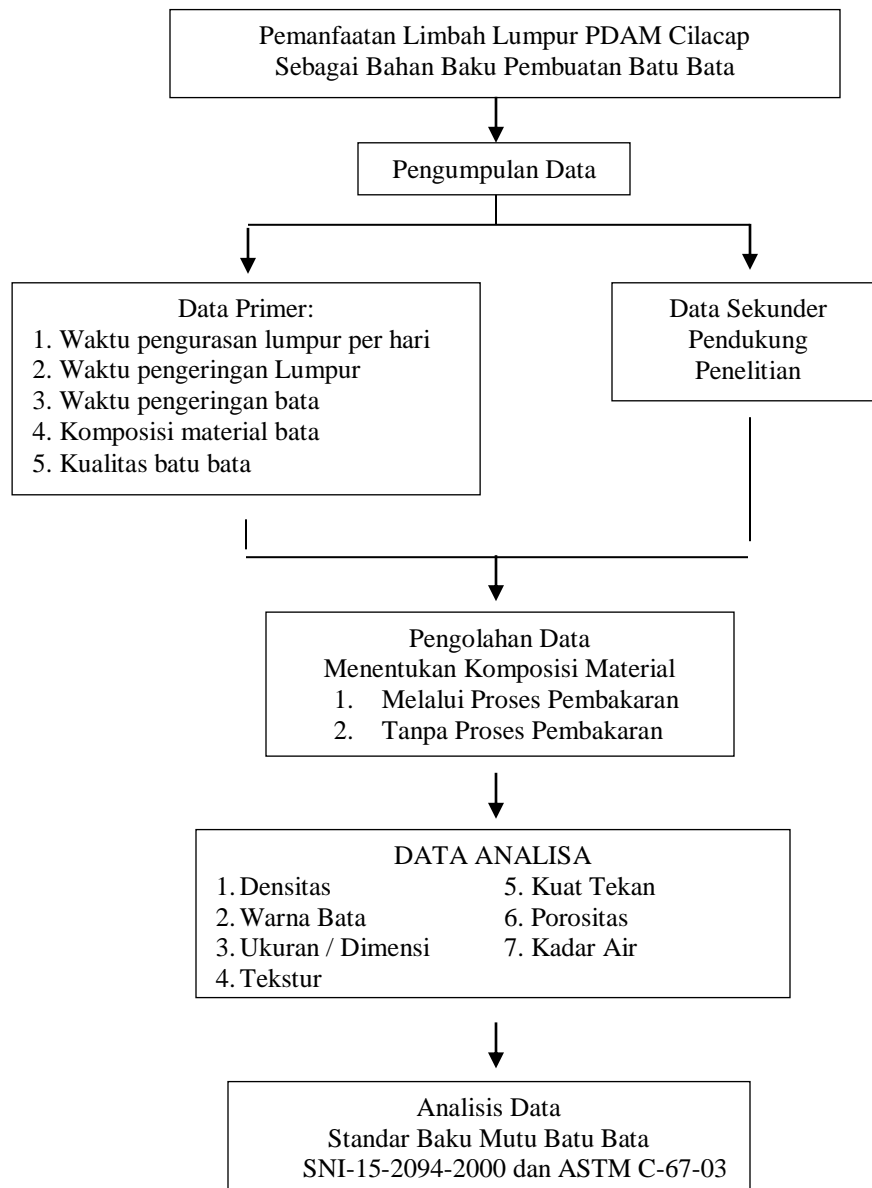 Pemanfaatan Limbah Lumpur PDAM Cilacap
Sebagai Bahan Baku Pembuatan Batu Bata
Pengumpulan Data
Data Primer:
1. Waktu pengurasan lumpur per hari
2. Waktu pengeringan Lumpur
3. Waktu pengeringan bata
4. Komposisi material bata
5. Kualitas batu bata
Data Sekunder
Pendukung
Penelitian
Pengolahan Data
Menentukan Komposisi Material
1. Melalui Proses Pembakaran
2. Tanpa Proses Pembakaran
DATA ANALISA
1. Densitas
2. Warna Bata
3. Ukuran / Dimensi
4. Tekstur
5. Kuat Tekan
6. Porositas
7. Kadar Air
Analisis Data
Standar Baku Mutu Batu Bata
SNI-15-2094-2000 dan ASTM C-67-03